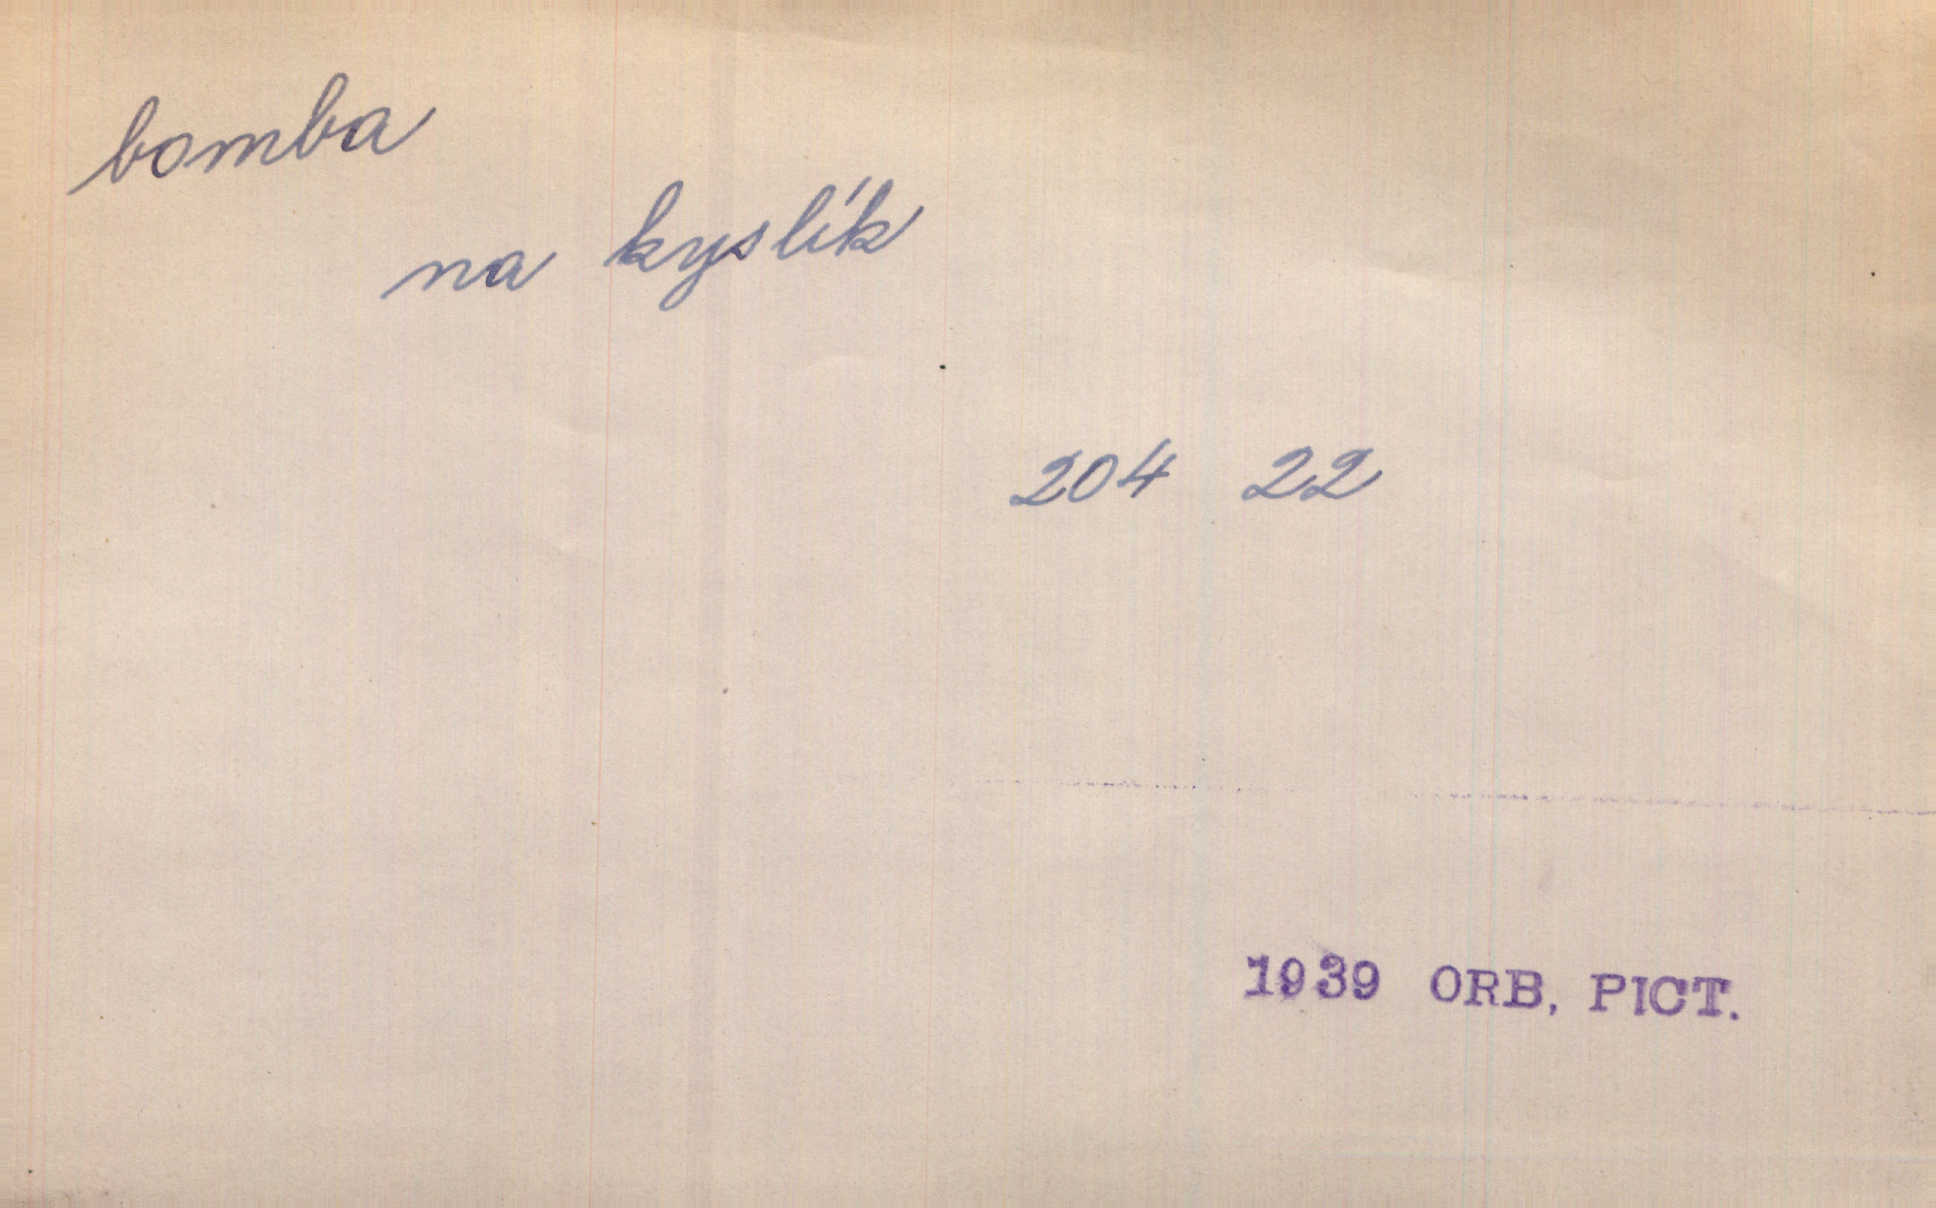 bomba
na kyslík
204 22
1939 ORB, PICT.